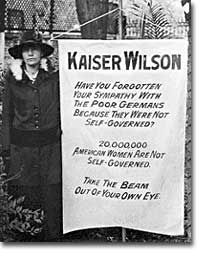 KAISER WILSON
HAVE YOU FORGOTTEN
YOUR SYMPATHY WITH
THE POOR GERMANS
BECAUSE THEY WERE NOT
SELF-GOVERNED?
20,000,000
AMERICAN WOMEN ARE NOT
SELF-GOVERNED.
TAKE THE BEAM
OUT OF YOUR OWN EYE.